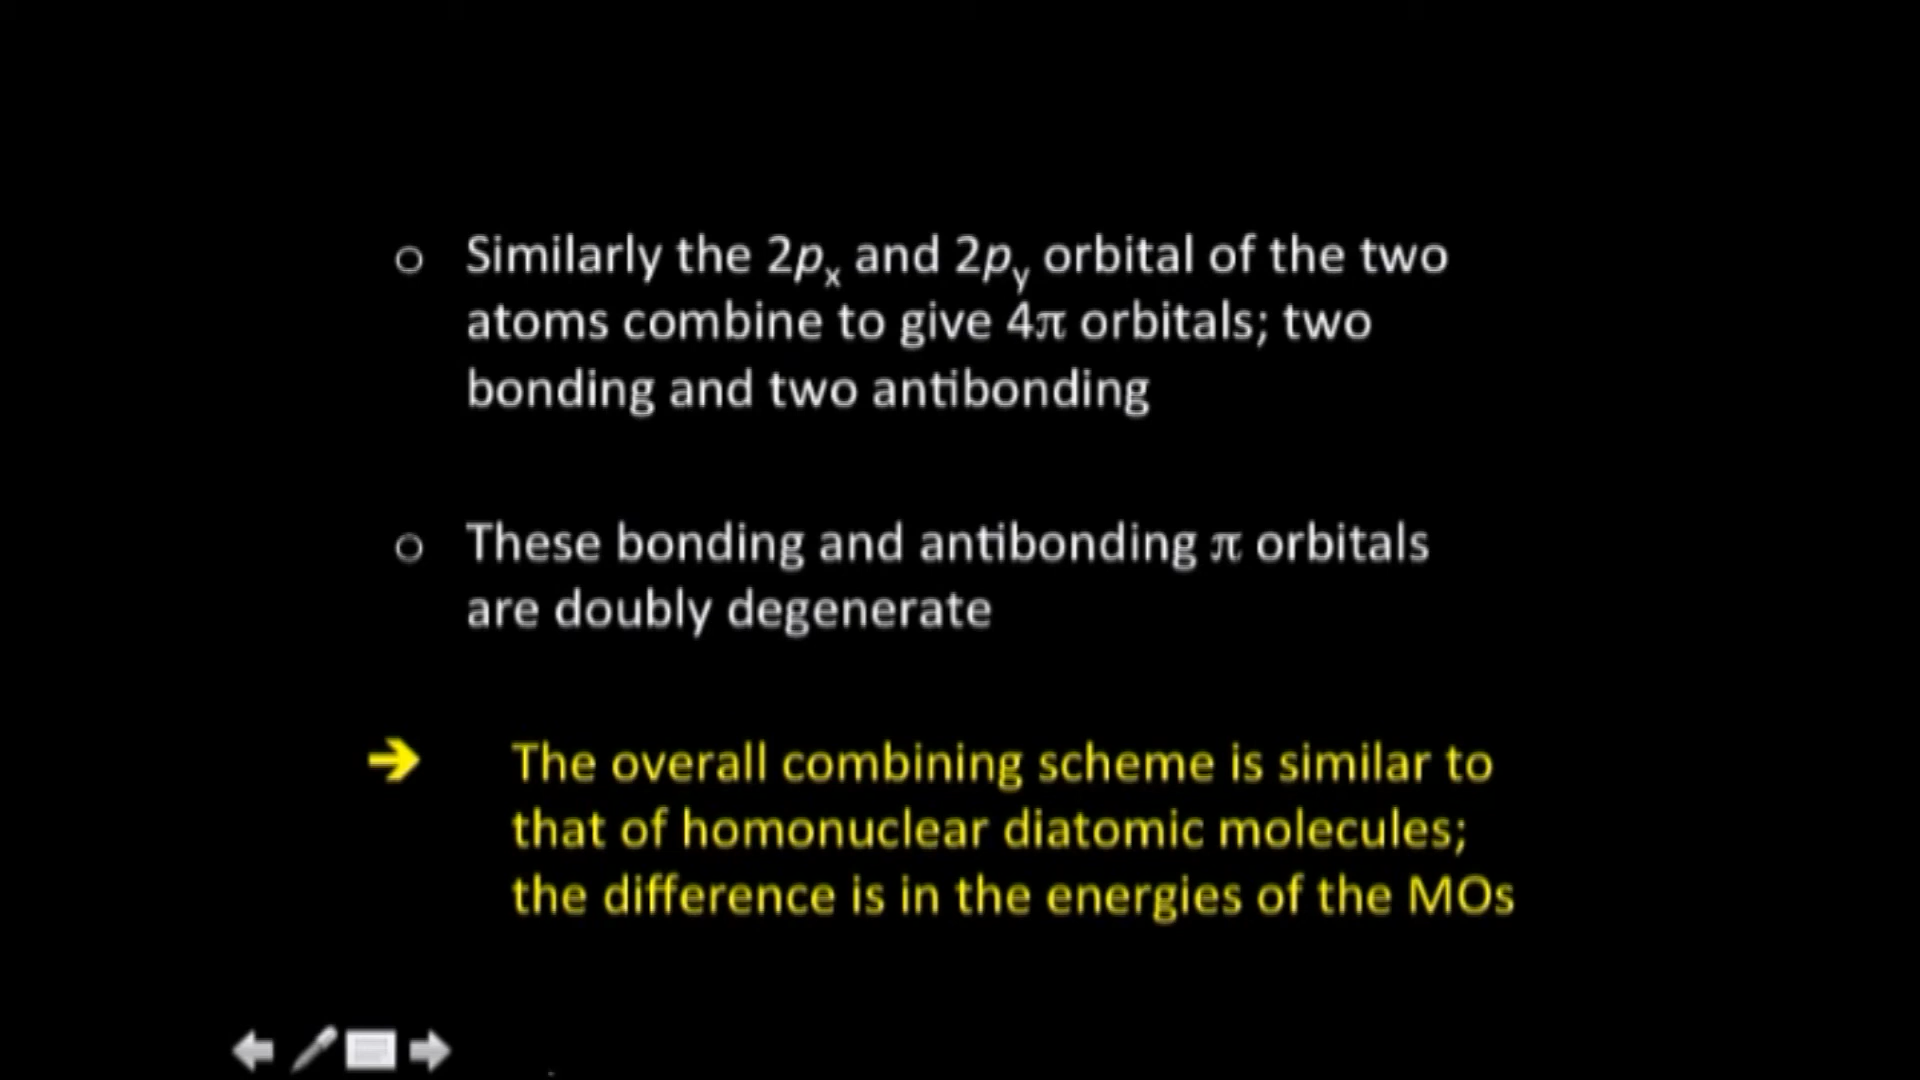 ○ Similarly the 2pₓ and 2pᵧ orbital of the two
atoms combine to give 4π orbitals; two
bonding and two antibonding
○ These bonding and antibonding π orbitals
are doubly degenerate
➔ The overall combining scheme is similar to
that of homonuclear diatomic molecules;
the difference is in the energies of the MOs